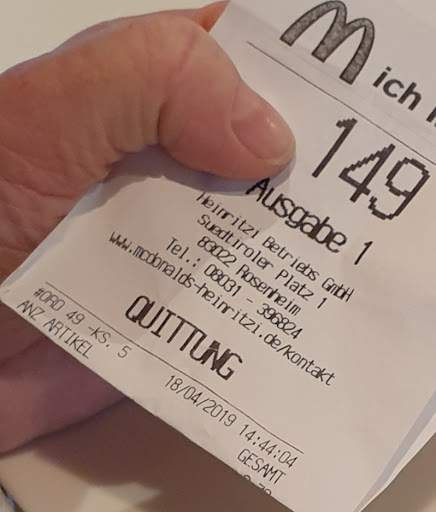 ich
149
Ausgabe 1
Heinritzi Betriebs GmbH
Suedtiroler Platz 1
83022 Rosenheim
Tel.: 08031 - 396824
www.mcdonalds-heinritzi.de/kontakt
QUITTUNG
#ORD 49 -KS. 5 18/04/2019 14:44:04
ANZ ARTIKEL GESAMT